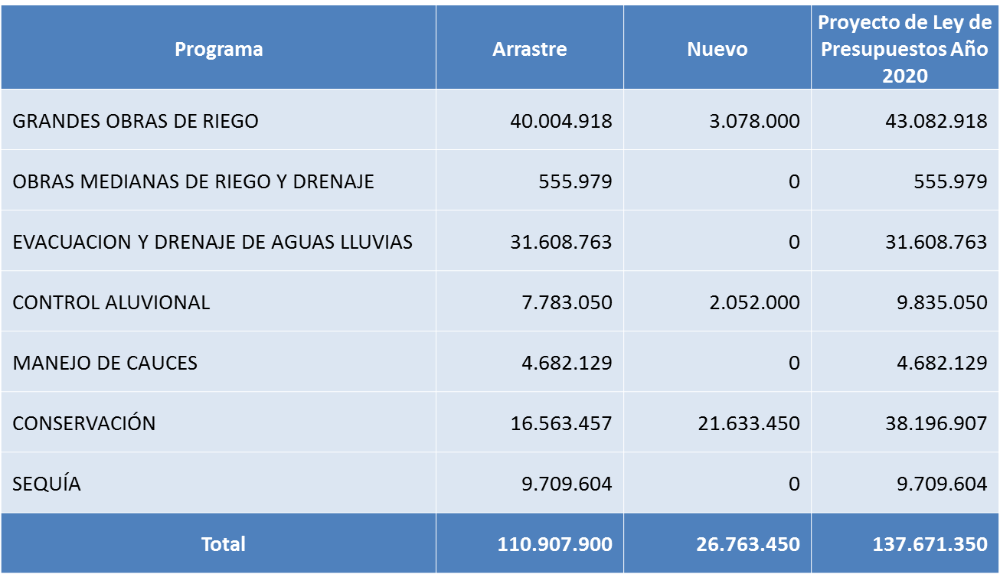 Programa Arrastre Nuevo Proyecto de Ley de Presupuestos Año 2020
GRANDES OBRAS DE RIEGO 40.004.918 3.078.000 43.082.918
OBRAS MEDIANAS DE RIEGO Y DRENAJE 555.979 0 555.979
EVACUACION Y DRENAJE DE AGUAS LLUVIAS 31.608.763 0 31.608.763
CONTROL ALUVIONAL 7.783.050 2.052.000 9.835.050
MANEJO DE CAUCES 4.682.129 0 4.682.129
CONSERVACIÓN 16.563.457 21.633.450 38.196.907
SEQUÍA 9.709.604 0 9.709.604
Total 110.907.900 26.763.450 137.671.350